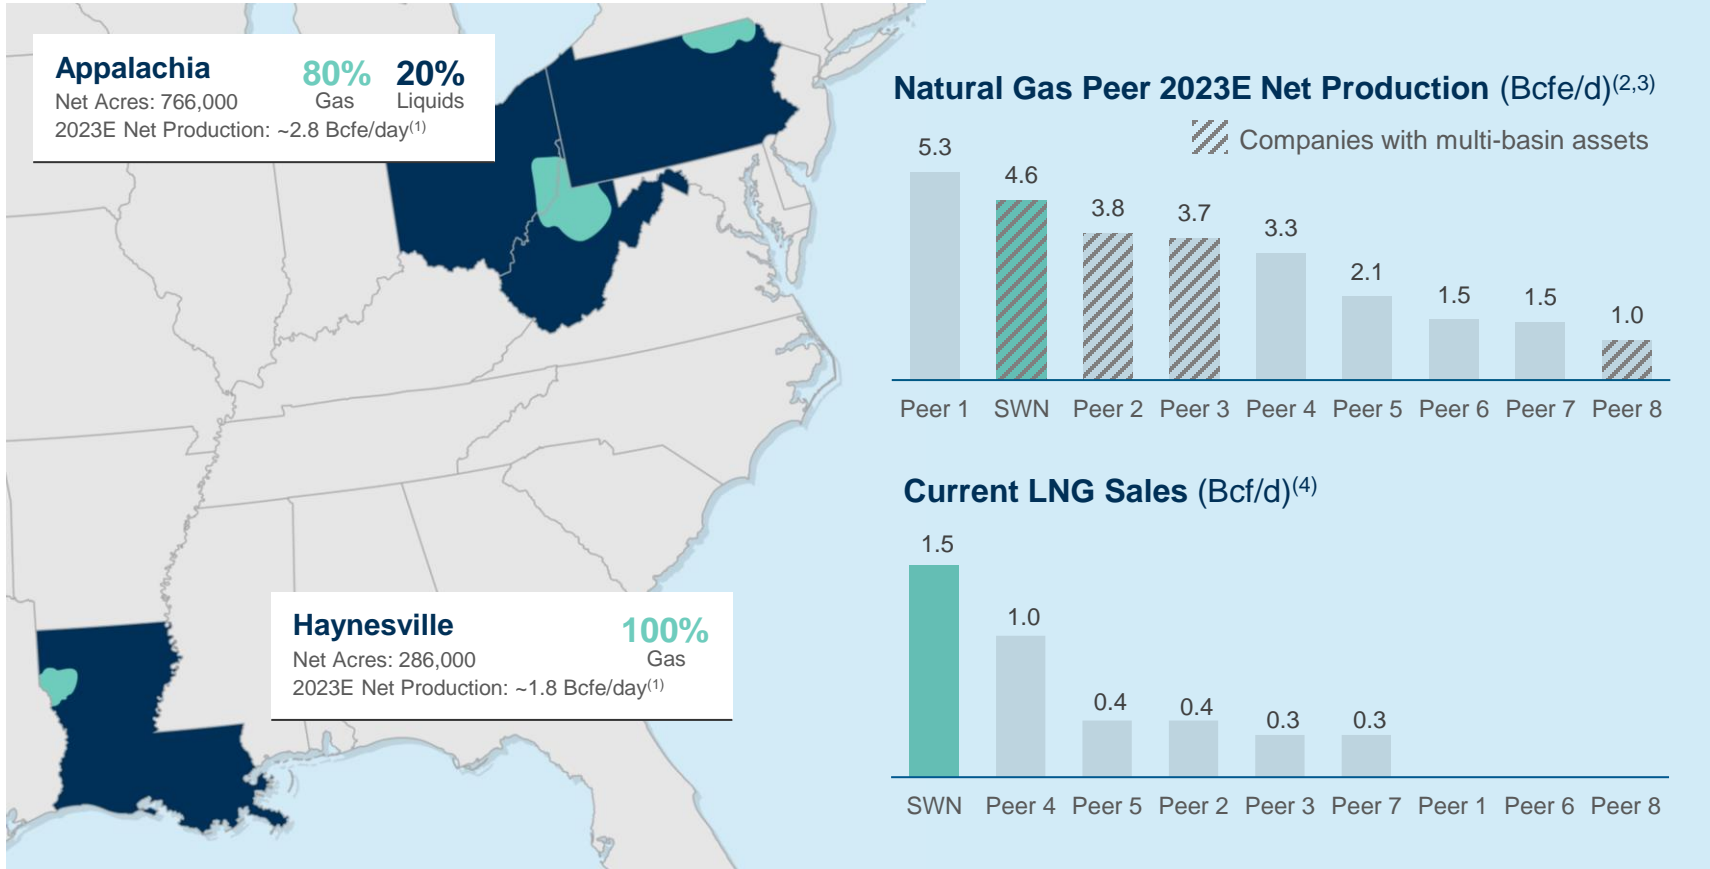 Appalachia
80% 20%
Gas Liquids
Net Acres: 766,000
2023E Net Production: ~2.8 Bcfe/day(1)
Haynesville
100%
Gas
Net Acres: 286,000
2023E Net Production: ~1.8 Bcfe/day(1)
Natural Gas Peer 2023E Net Production (Bcfe/d)(2,3)
Companies with multi-basin assets
5.3 4.6 3.8 3.7 3.3 2.1 1.5 1.5 1.0
Peer 1 SWN Peer 2 Peer 3 Peer 4 Peer 5 Peer 6 Peer 7 Peer 8
Current LNG Sales (Bcf/d)(4)
1.5 1.0 0.4 0.4 0.3 0.3
SWN Peer 4 Peer 5 Peer 2 Peer 3 Peer 7 Peer 1 Peer 6 Peer 8